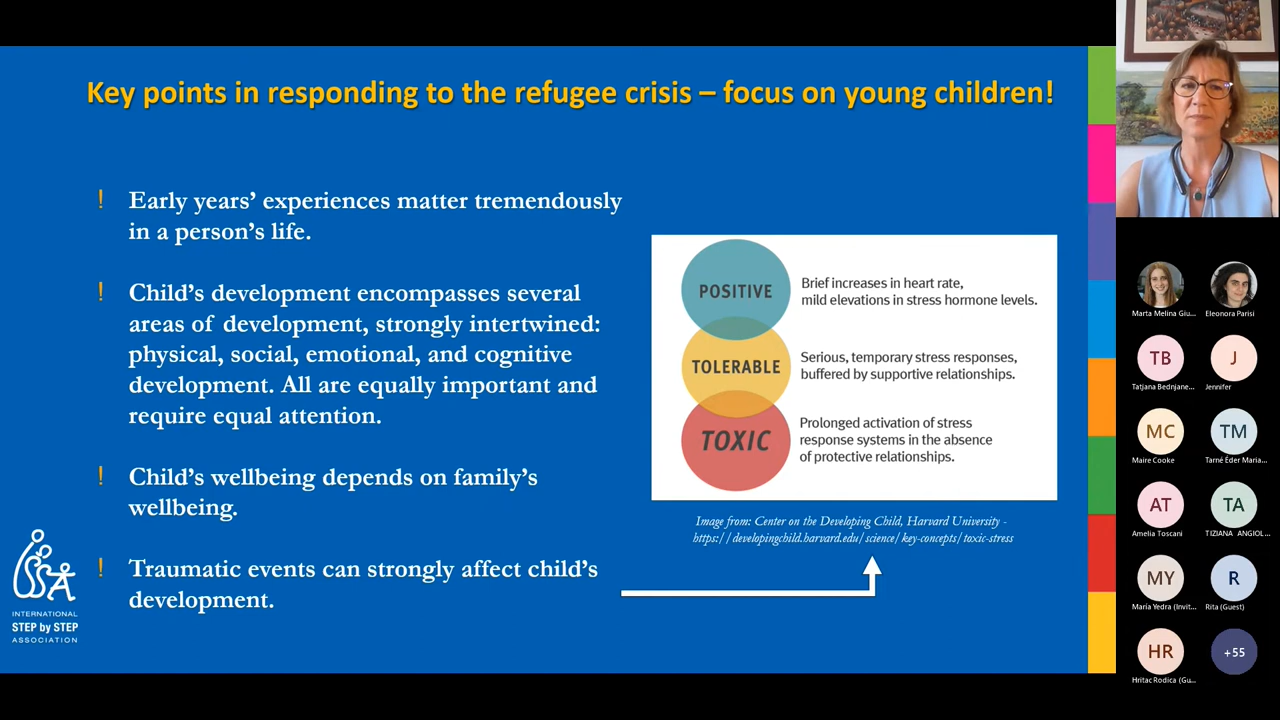 Key points in responding to the refugee crisis – focus on young children!
! Early years’ experiences matter tremendously
in a person’s life.
! Child’s development encompasses several
areas of development, strongly intertwined:
physical, social, emotional, and cognitive
development. All are equally important and
require equal attention.
! Child’s wellbeing depends on family’s
wellbeing.
! Traumatic events can strongly affect child’s
development.
POSITIVE
Brief increases in heart rate,
mild elevations in stress hormone levels.
TOLERABLE
Serious, temporary stress responses,
buffered by supportive relationships.
TOXIC
Prolonged activation of stress
response systems in the absence
of protective relationships.
Image from: Center on the Developing Child, Harvard University -
https://developingchild.harvard.edu/science/key-concepts/toxic-stress
ISSA
INTERNATIONAL
STEP by STEP
ASSOCIATION
Marta Melina Giu...
Eleonora Parisi
TB
J
Tatjana Bednjane...
Jennifer
MC
TM
Maire Cooke
Tarné Éder Maria...
AT
TA
Amelia Toscani
TIZIANA ANGIOL...
MY
R
María Yedra (Invit...
Rita (Guest)
HR
+55
Hritac Rodica (Gu...